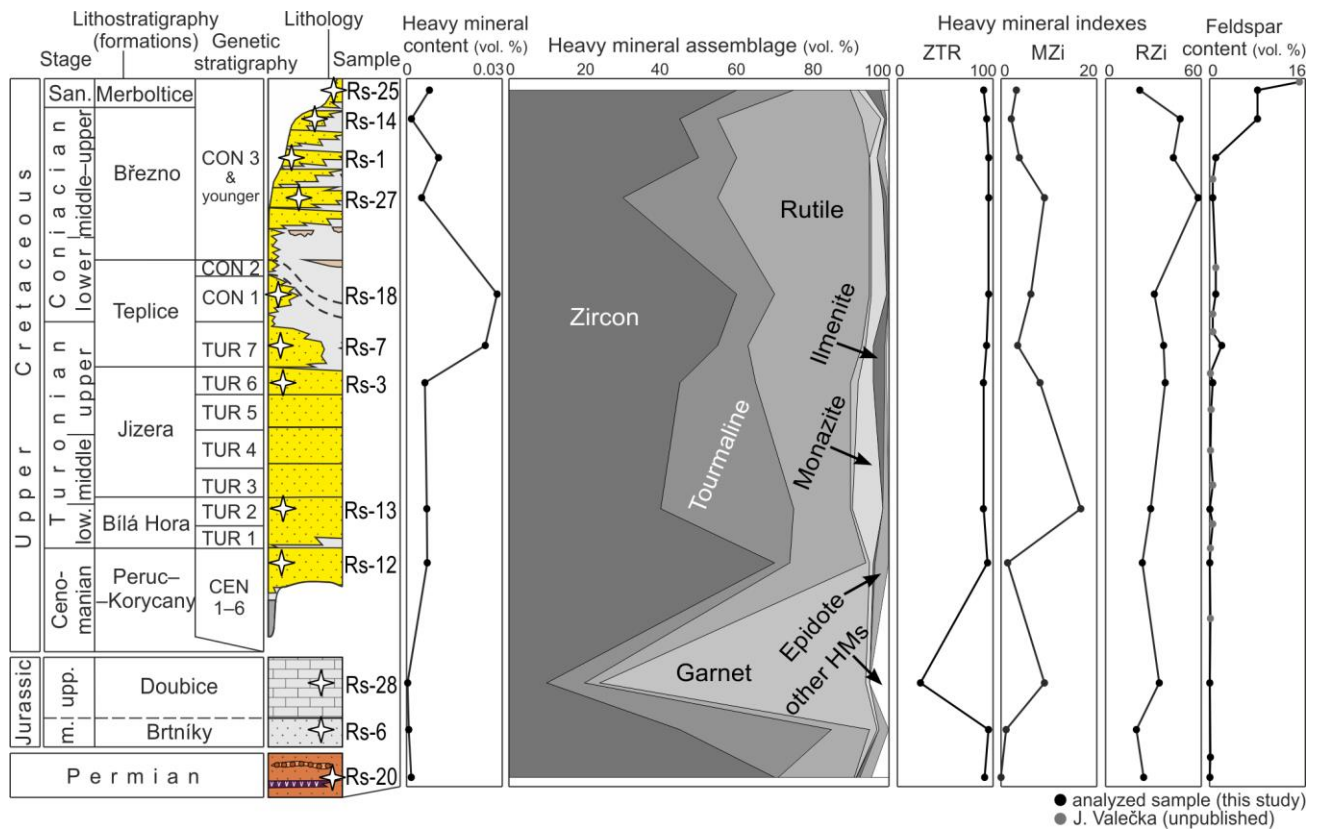 Lithostratigraphy
(formations)
Stage
Genetic
stratigraphy
Lithology
Sample
Heavy mineral
content (vol. %)
0
0.03
Heavy mineral assemblage (vol. %)
0
20
40
60
80
100
Heavy mineral indexes
ZTR
MZi
RZi
0
100
0
20
0
60
Feldspar
content (vol. %)
0
16
Upper Cretaceous
San.
Merboltice
Rs-25
Coniacian
middle–upper
lower
Březno
CON 3
&
younger
Rs-14
Rs-1
Rs-27
Teplice
CON 2
CON 1
Rs-18
TUR 7
Rs-7
Turonian
upper
middle
low.
Jizera
TUR 6
Rs-3
TUR 5
TUR 4
TUR 3
Bílá Hora
TUR 2
Rs-13
TUR 1
Ceno-
manian
Peruc–
–Korycany
CEN
1–6
Rs-12
Jurassic
upp.
Doubice
Rs-28
m.
Brtníky
Rs-6
Permian
Rs-20
Zircon
Tourmaline
Rutile
Ilmenite
Monazite
Garnet
Epidote
other HMs
analyzed sample (this study)
J. Valečka (unpublished)